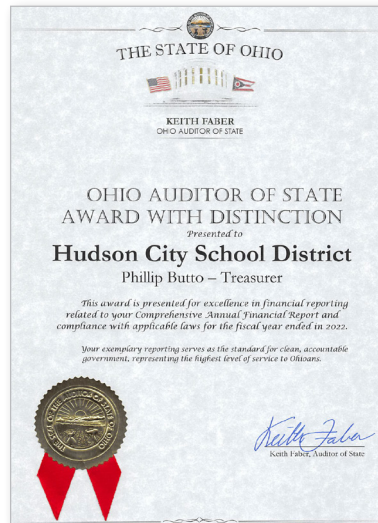 THE STATE OF OHIO
KEITH FABER
OHIO AUDITOR OF STATE
OHIO AUDITOR OF STATE
AWARD WITH DISTINCTION
Presented to
Hudson City School District
Phillip Butto – Treasurer
This award is presented for excellence in financial reporting
related to your Comprehensive Annual Financial Report and
compliance with applicable laws for the fiscal year ended in 2022.
Your exemplary reporting serves as the standard for clean, accountable
government, representing the highest level of service to Ohioans.
Keith Faber
Keith Faber, Auditor of State